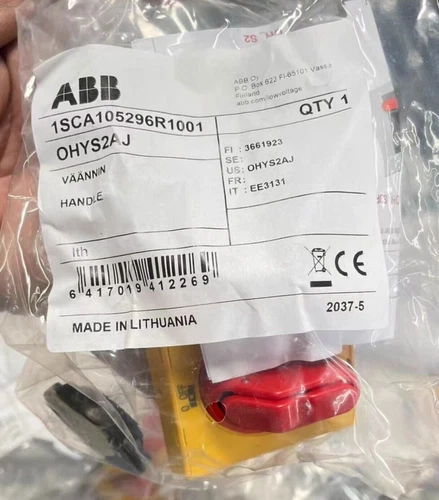 ABB
ABB Oy
P.O. Box 622 FI-65101 Vaasa
Finland
abb.com/lowvoltage
1SCA105296R1001
QTY 1
OHYS2AJ
VÄÄNNIN
HANDLE
FI : 3661923
SE:
US: OHYS2AJ
FR:
IT : EE3131
Ith
6 417019 412269
CE
MADE IN LITHUANIA
2037-5